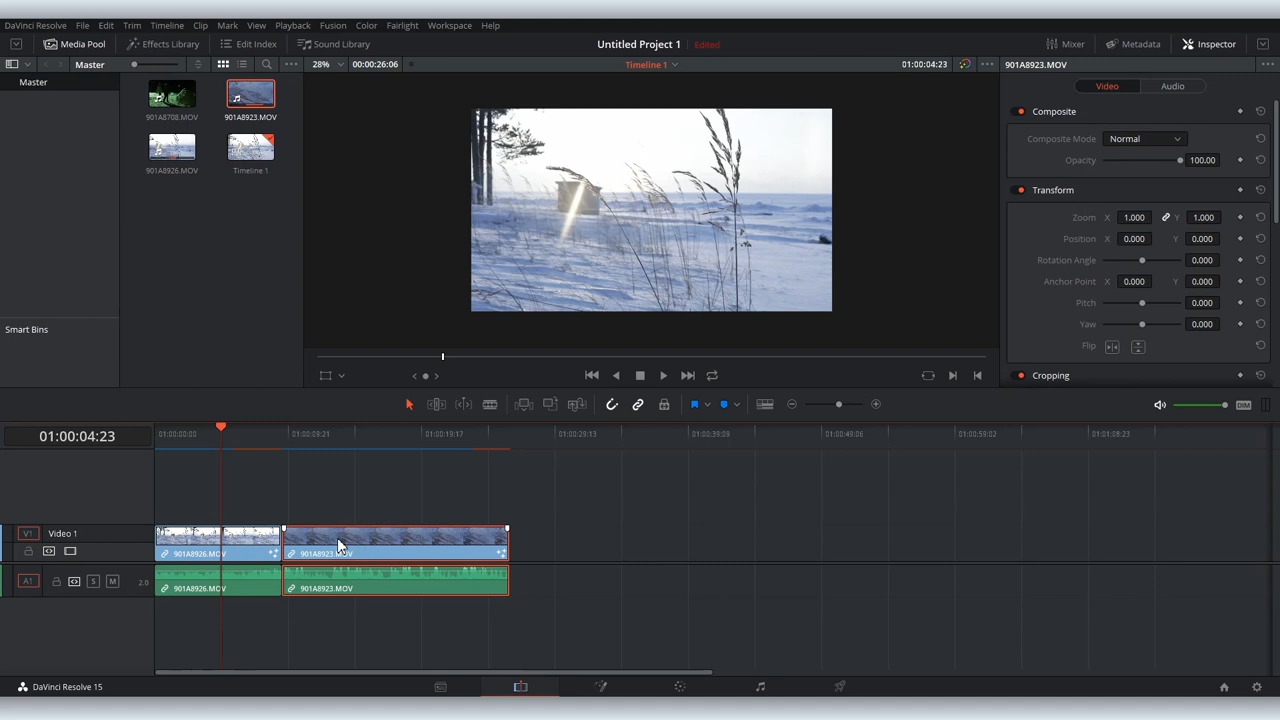 DaVinci Resolve File Edit Trim Timeline Clip Mark View Playback Fusion Color Fairlight Workspace Help
Media Pool Effects Library Edit Index Sound Library Untitled Project 1 Edited Mixer Metadata Inspector
Master 28% 00:00:26:06 Timeline 1 01:00:04:23 901A8923.MOV
Master
901A8708.MOV 901A8923.MOV
901A8926.MOV Timeline 1
Smart Bins
Video Audio
Composite
Composite Mode Normal
Opacity 100.00
Transform
Zoom X 1.000 Y 1.000
Position X 0.000 Y 0.000
Rotation Angle 0.000
Anchor Point X 0.000 Y 0.000
Pitch 0.000
Yaw 0.000
Flip
Cropping
DIM
01:00:04:23 01:00:00:00 01:00:09:21 01:00:19:17 01:00:29:13 01:00:39:09 01:00:49:06 01:00:59:02 01:01:08:23
V1 Video 1
901A8926.MOV 901A8923.MOV
A1 S M 2.0
901A8926.MOV 901A8923.MOV
DaVinci Resolve 15